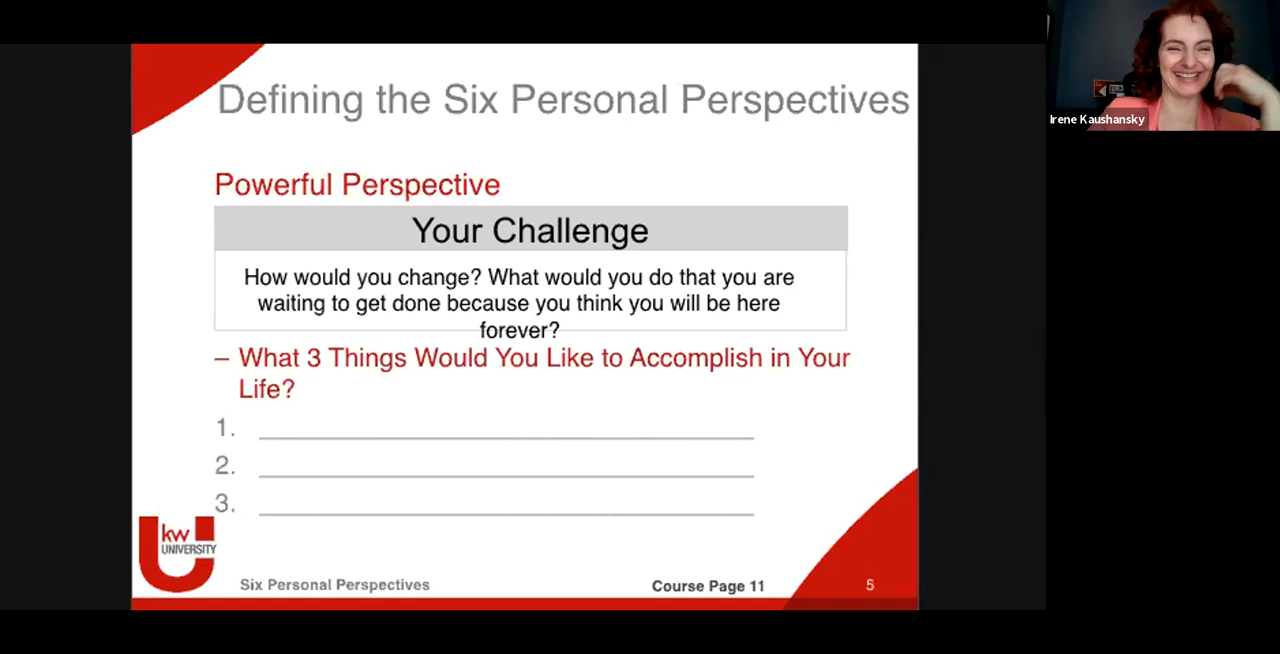 Defining the Six Personal Perspectives
Irene Kaushansky
Powerful Perspective
Your Challenge
How would you change? What would you do that you are
waiting to get done because you think you will be here
forever?
– What 3 Things Would You Like to Accomplish in Your
Life?
1.
2.
3.
kw
UNIVERSITY
Six Personal Perspectives
Course Page 11
5